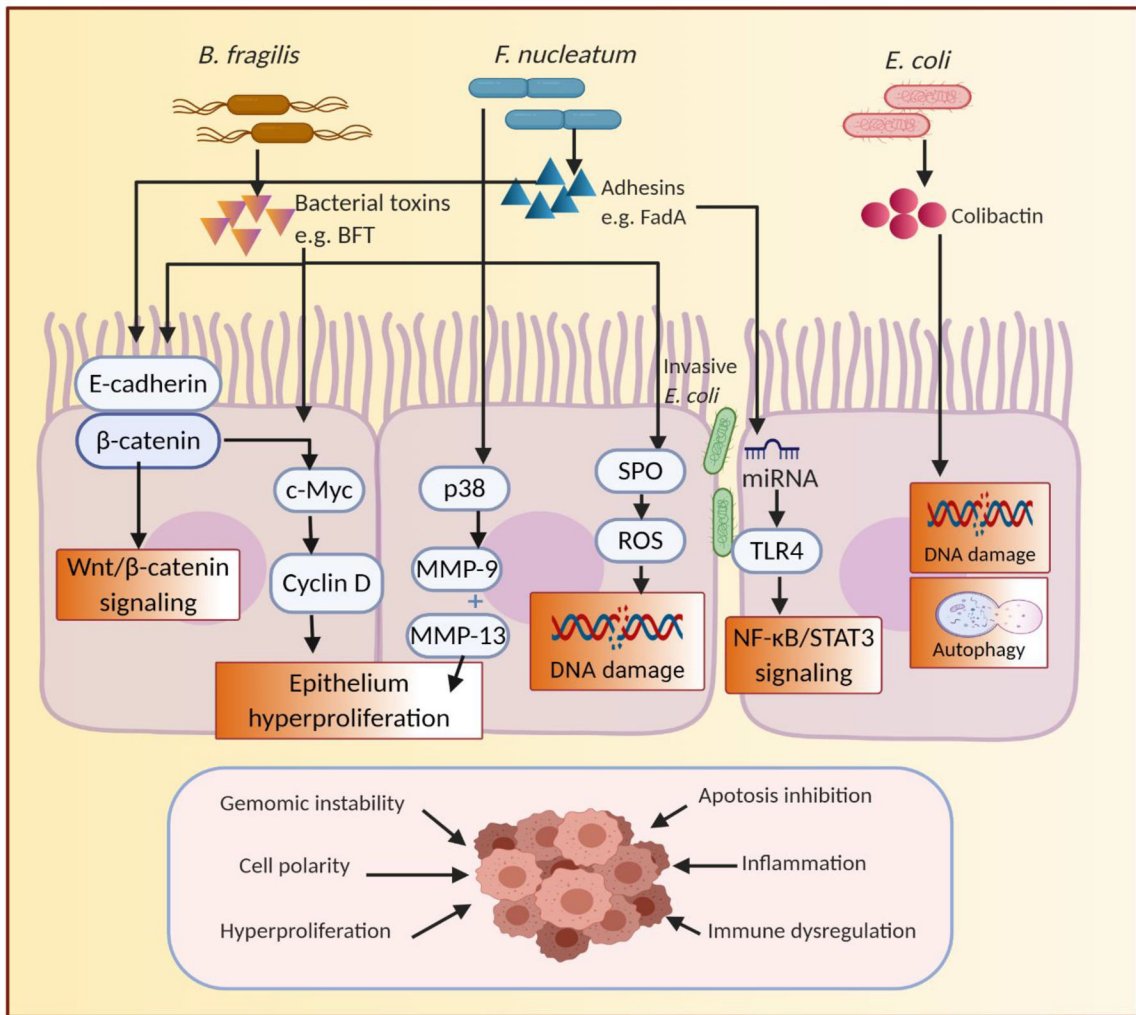 B. fragilis
F. nucleatum
E. coli
Bacterial toxins
e.g. BFT
Adhesins
e.g. FadA
Colibactin
Invasive
E. coli
E-cadherin
β-catenin
c-Myc
Cyclin D
Wnt/β-catenin
signaling
p38
MMP-9
+
MMP-13
Epithelium
hyperproliferation
SPO
ROS
DNA damage
miRNA
TLR4
NF-κB/STAT3
signaling
DNA damage
Autophagy
Gemomic instability
Cell polarity
Hyperproliferation
Apotosis inhibition
Inflammation
Immune dysregulation